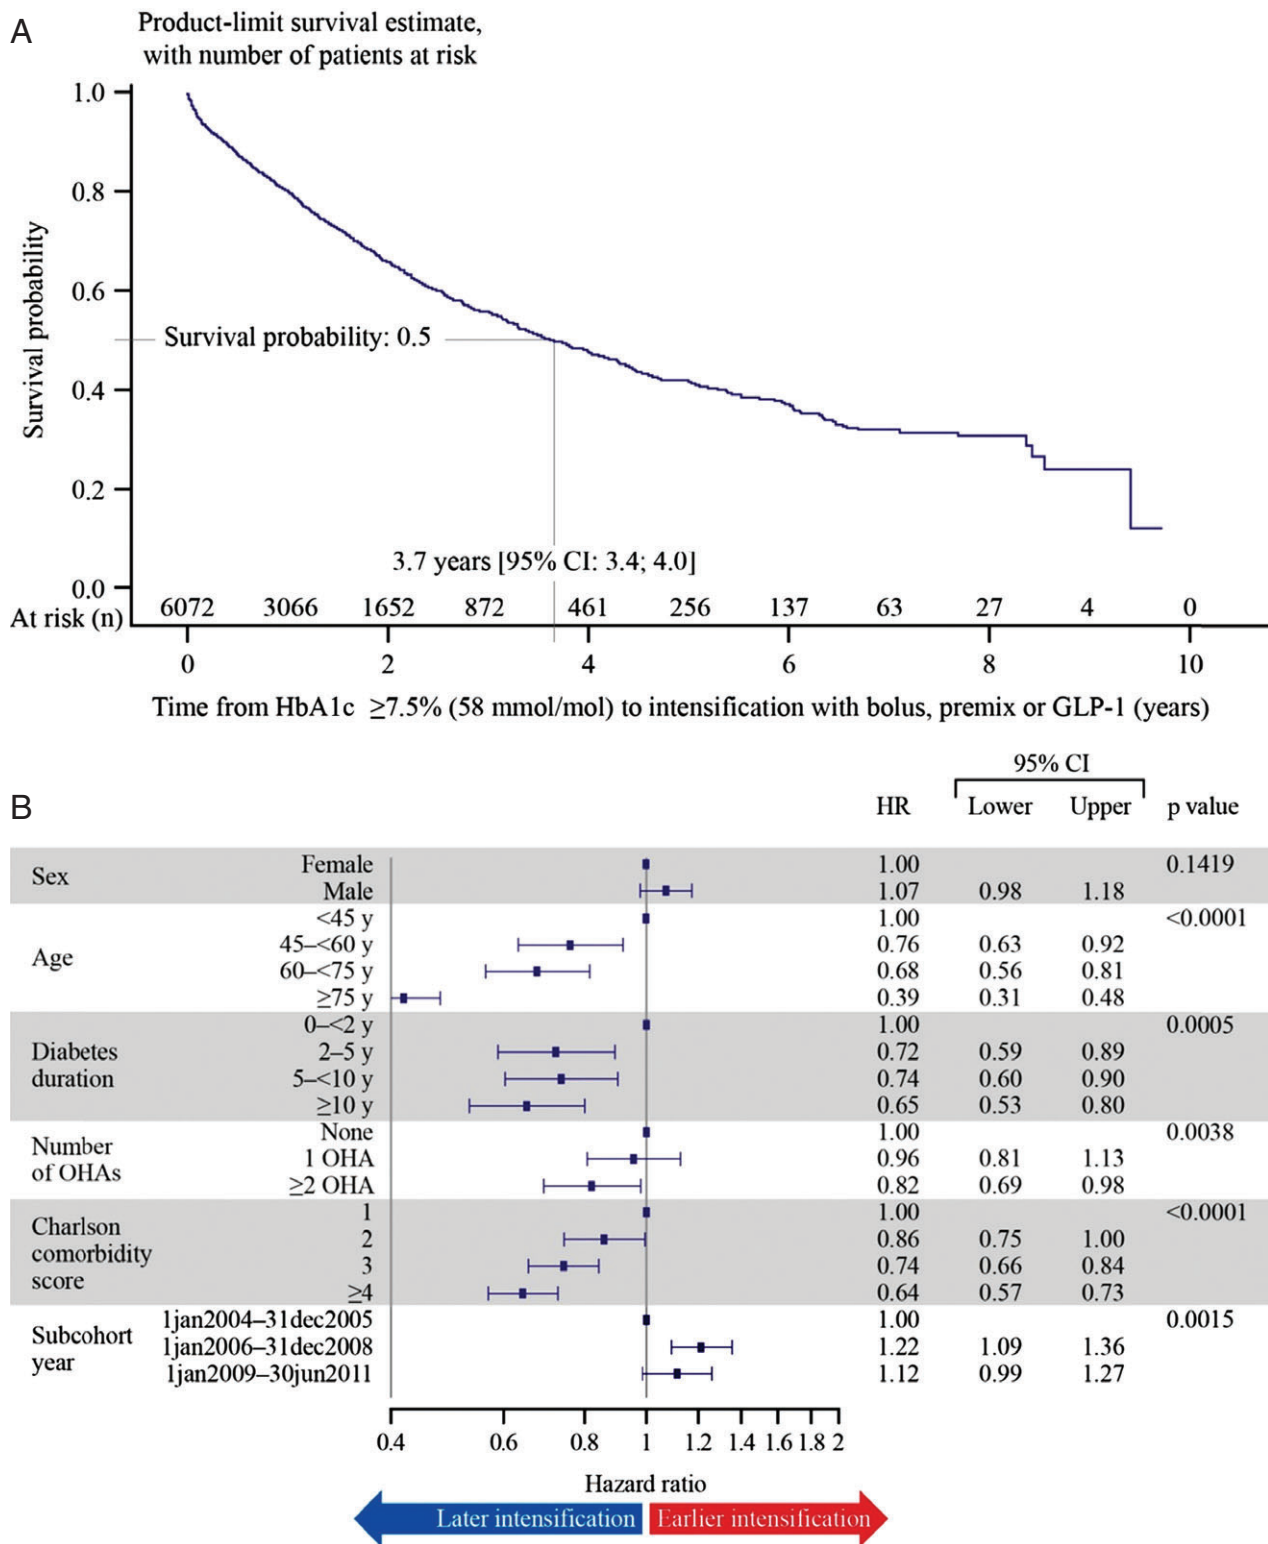 A
Product-limit survival estimate,
with number of patients at risk
Survival probability
1.0
0.8
0.6
0.4
0.2
0.0
Survival probability: 0.5
3.7 years [95% CI: 3.4; 4.0]
At risk (n) 6072 3066 1652 872 461 256 137 63 27 4 0
0 2 4 6 8 10
Time from HbA1c ≥7.5% (58 mmol/mol) to intensification with bolus, premix or GLP-1 (years)
B
95% CI
HR Lower Upper p value
Sex
Female 1.00 0.1419
Male 1.07 0.98 1.18
Age
<45 y 1.00 <0.0001
45–<60 y 0.76 0.63 0.92
60–<75 y 0.68 0.56 0.81
≥75 y 0.39 0.31 0.48
Diabetes
duration
0–<2 y 1.00 0.0005
2–5 y 0.72 0.59 0.89
5–<10 y 0.74 0.60 0.90
≥10 y 0.65 0.53 0.80
Number
of OHAs
None 1.00 0.0038
1 OHA 0.96 0.81 1.13
≥2 OHA 0.82 0.69 0.98
Charlson
comorbidity
score
1 1.00 <0.0001
2 0.86 0.75 1.00
3 0.74 0.66 0.84
≥4 0.64 0.57 0.73
Subcohort
year
1jan2004–31dec2005 1.00 0.0015
1jan2006–31dec2008 1.22 1.09 1.36
1jan2009–30jun2011 1.12 0.99 1.27
0.4 0.6 0.8 1 1.2 1.4 1.6 1.8 2
Hazard ratio
Later intensification Earlier intensification